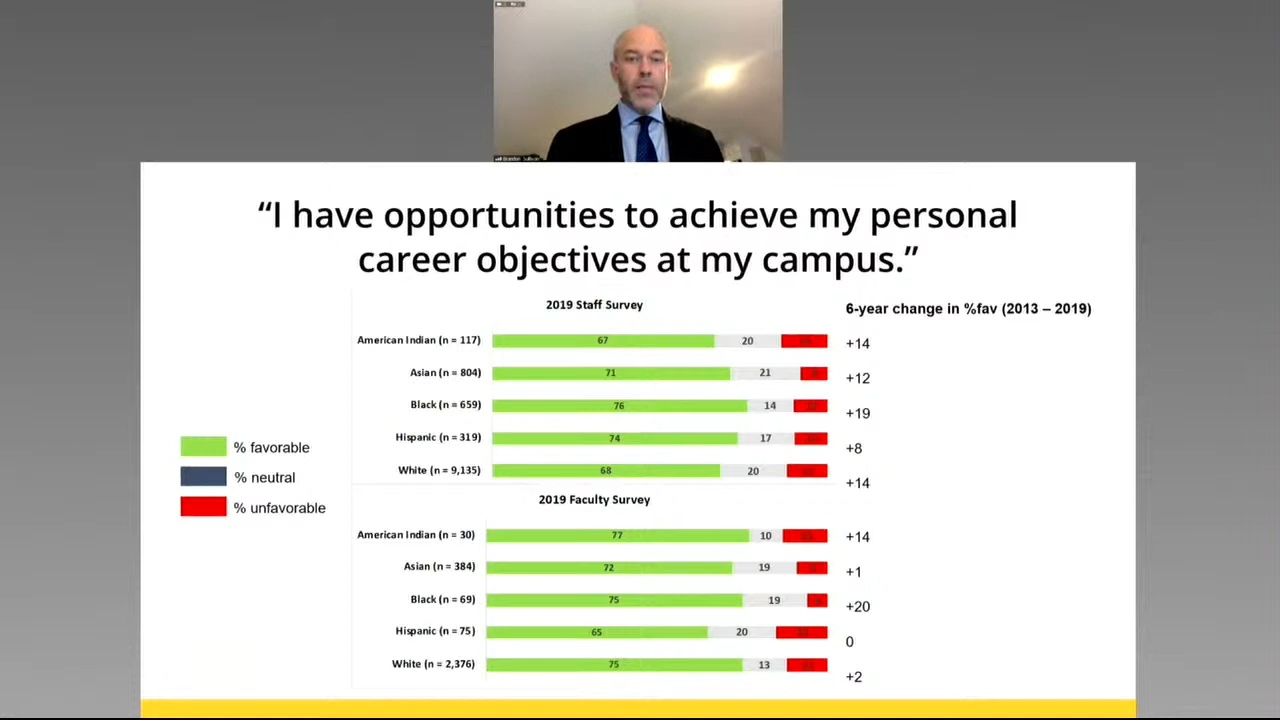 Brandon Sullivan
“I have opportunities to achieve my personal
career objectives at my campus.”
2019 Staff Survey
6-year change in %fav (2013 – 2019)
American Indian (n = 117) 67 20 +14
Asian (n = 804) 71 21 +12
Black (n = 659) 76 14 +19
Hispanic (n = 319) 74 17 +8
White (n = 9,135) 68 20 +14
% favorable
% neutral
% unfavorable
2019 Faculty Survey
American Indian (n = 30) 77 10 +14
Asian (n = 384) 72 19 +1
Black (n = 69) 75 19 +20
Hispanic (n = 75) 65 20 0
White (n = 2,376) 75 13 +2